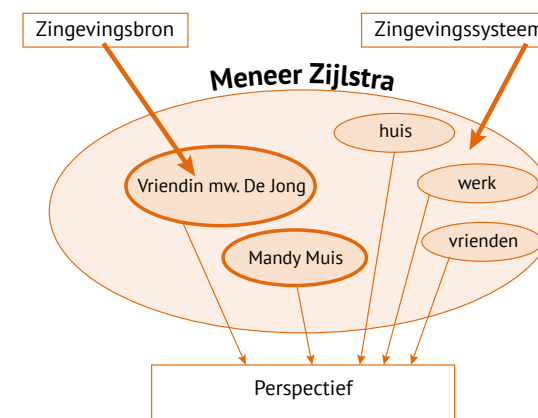 Zingevingsbron
Zingevingssysteem
Meneer Zijlstra
huis
Vriendin mw. De Jong
werk
vrienden
Mandy Muis
Perspectief